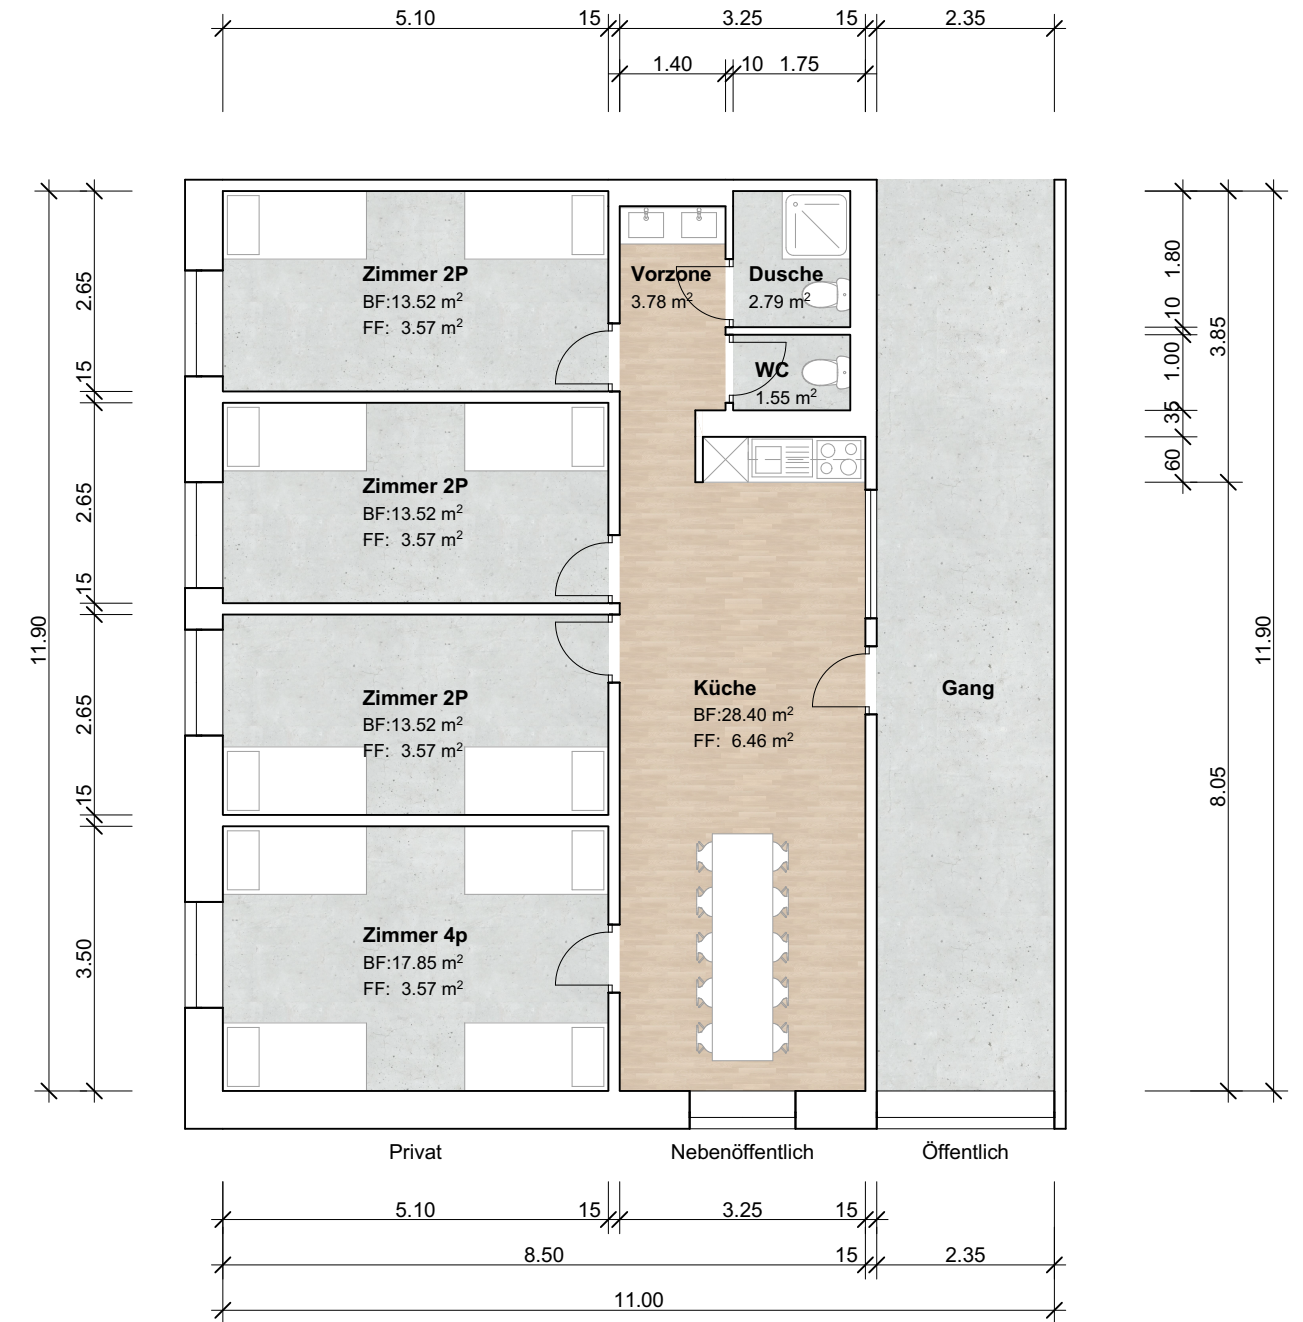 5.10 15 3.25 15 2.35
1.40 10 1.75
Zimmer 2P
BF:13.52 m²
FF: 3.57 m²
Vorzone
3.78 m²
Dusche
2.79 m²
WC
1.55 m²
Zimmer 2P
BF:13.52 m²
FF: 3.57 m²
Zimmer 2P
BF:13.52 m²
FF: 3.57 m²
Küche
BF:28.40 m²
FF: 6.46 m²
Gang
Zimmer 4p
BF:17.85 m²
FF: 3.57 m²
11.90
2.65
15
2.65
15
2.65
15
3.50
1.80
10
1.00
35
60
3.85
8.05
11.90
Privat Nebenöffentlich Öffentlich
5.10 15 3.25 15
8.50 15 2.35
11.00